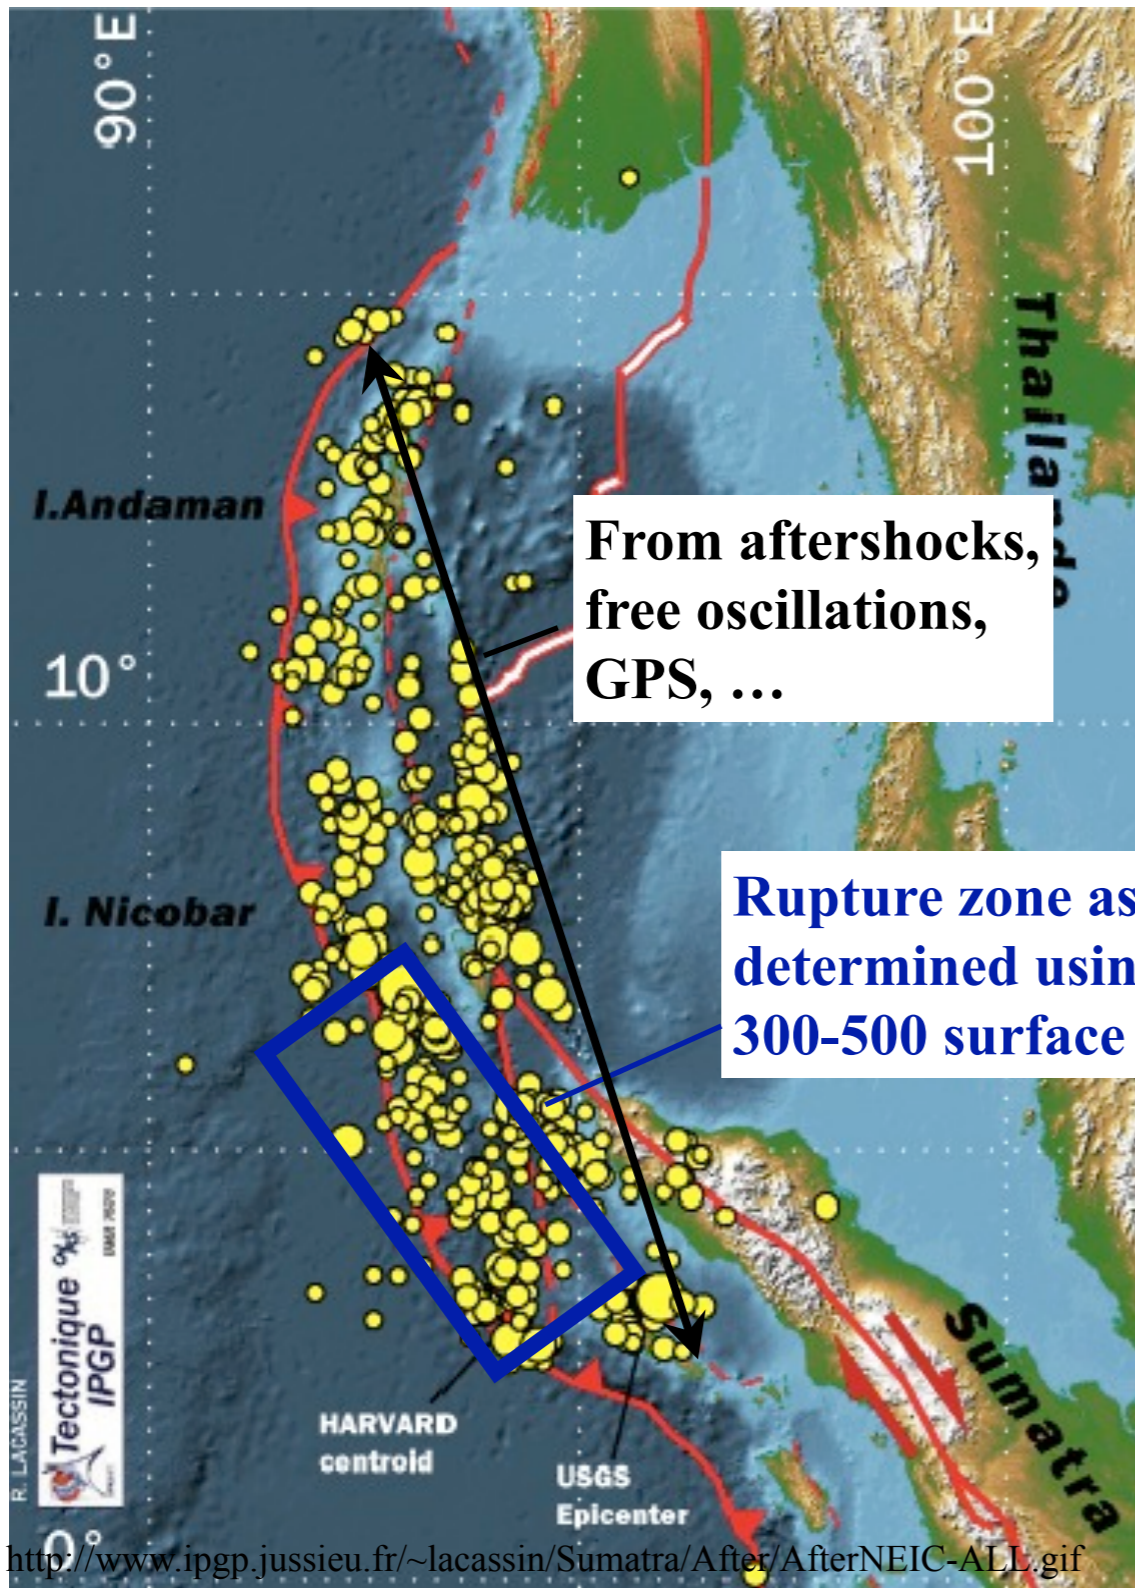 90°E
100°E
Thailande
I.Andaman
From aftershocks,
free oscillations,
GPS, …
10°
Rupture zone as
determined usin
300-500 surface
I. Nicobar
Sumatra
Tectonique
IPGP
R. LACASSIN
HARVARD
centroid
USGS
Epicenter
0°
http://www.ipgp.jussieu.fr/~lacassin/Sumatra/After/AfterNEIC-ALL.gif